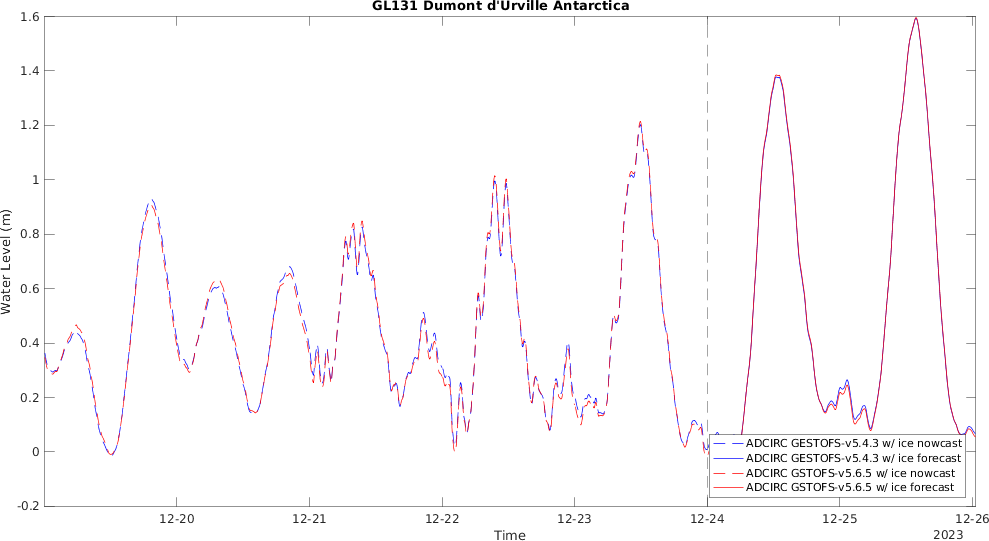 GL131 Dumont d'Urville Antarctica
1.6
1.4
1.2
1
0.8
0.6
0.4
0.2
0
-0.2
Water Level (m)
ADCIRC GESTOFS-v5.4.3 w/ ice nowcast
ADCIRC GESTOFS-v5.4.3 w/ ice forecast
ADCIRC GSTOFS-v5.6.5 w/ ice nowcast
ADCIRC GSTOFS-v5.6.5 w/ ice forecast
12-20 12-21 12-22 12-23 12-24 12-25 12-26
Time 2023